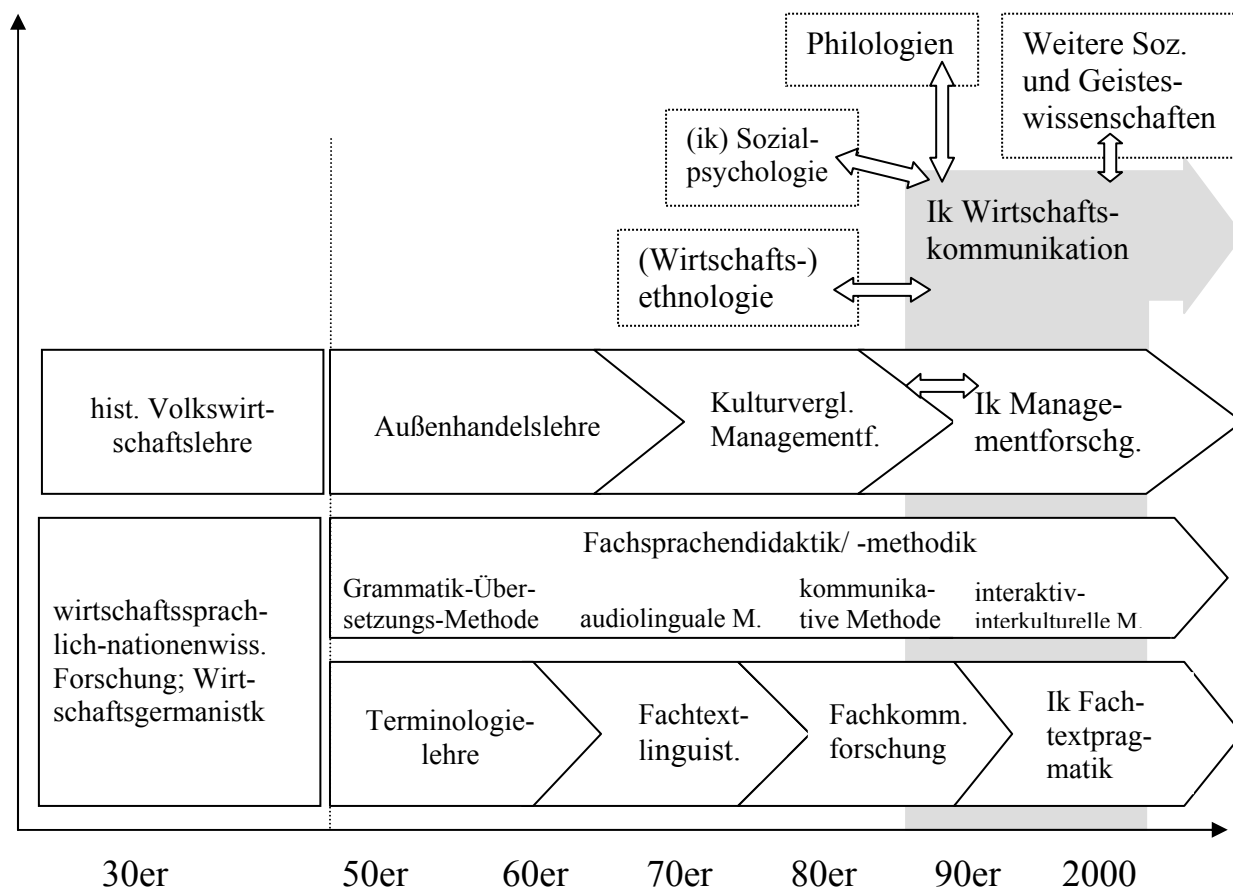 Philologien
Weitere Soz.
und Geistes-
wissenschaften
(ik) Sozial-
psychologie
Ik Wirtschafts-
kommunikation
(Wirtschafts-)
ethnologie
hist. Volkswirt-
schaftslehre
Außenhandelslehre
Kulturvergl.
Managementf.
Ik Manage-
mentforschg.
wirtschaftssprach-
lich-nationenwiss.
Forschung; Wirt-
schaftsgermanistk
Fachsprachendidaktik/ -methodik
Grammatik-Über-
setzungs-Methode
audiolinguale M.
kommunika-
tive Methode
interaktiv-
interkulturelle M.
Terminologie-
lehre
Fachtext-
linguist.
Fachkomm.
forschung
Ik Fach-
textprag-
matik
30er 50er 60er 70er 80er 90er 2000